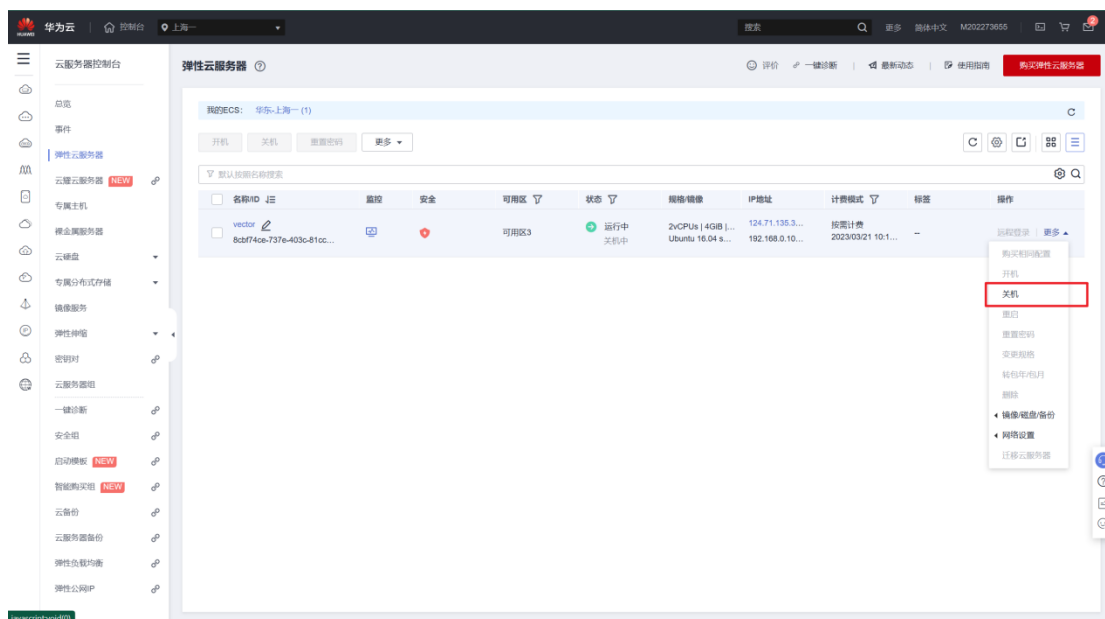 HUAWEI 华为云 控制台 上海一 搜索 更多 简体中文 M202273655 2
云服务器控制台
总览
事件
弹性云服务器
云耀云服务器 NEW
专属主机
裸金属服务器
云硬盘
专属分布式存储
镜像服务
弹性伸缩
密钥对
云服务器组
一键诊断
安全组
启动模板 NEW
智能购买组 NEW
云备份
云服务器备份
弹性负载均衡
弹性公网IP
javascript:void(0)
弹性云服务器 评价 一键诊断 最新动态 使用指南 购买弹性云服务器
我的ECS: 华东-上海一 (1)
开机 关机 重置密码 更多
默认按照名称搜索
名称/ID 监控 安全 可用区 状态 规格/镜像 IP地址 计费模式 标签 操作
vector 可用区3 运行中 2vCPUs | 4GiB |... 124.71.135.3... 按需计费 -- 远程登录 更多
8cbf74ce-737e-403c-81cc... 关机中 Ubuntu 16.04 s... 192.168.0.10... 2023/03/21 10:1...
购买相同配置
开机
关机
重启
重置密码
变更规格
转包年/包月
删除
镜像/磁盘/备份
网络设置
迁移云服务器